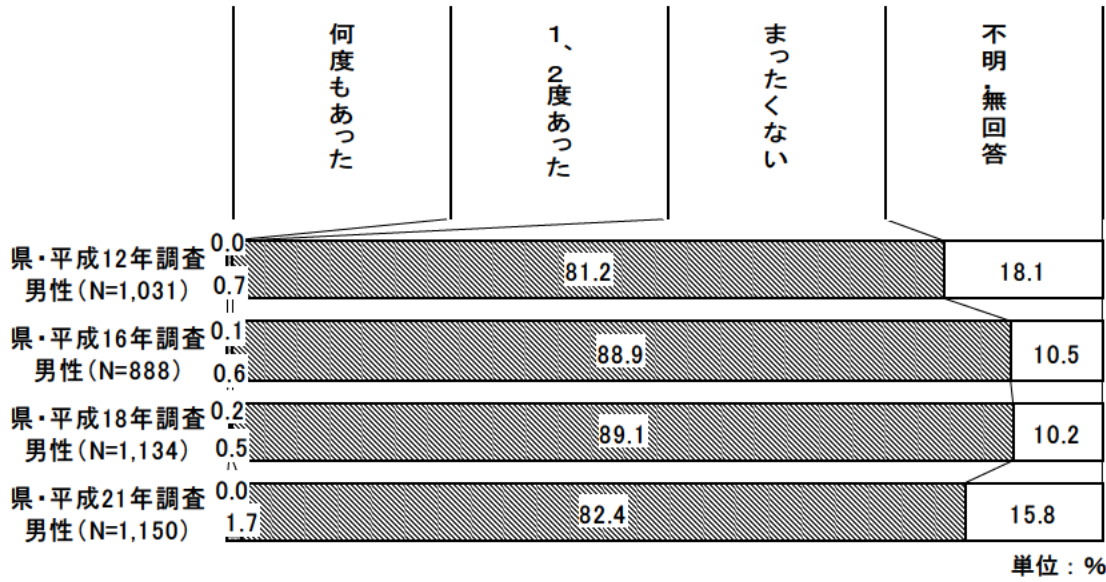 何度もあった
1、2度あった
まったくない
不明・無回答
県・平成12年調査
男性(N=1,031)
0.0
0.7
81.2
18.1
県・平成16年調査
男性(N=888)
0.1
0.6
88.9
10.5
県・平成18年調査
男性(N=1,134)
0.2
0.5
89.1
10.2
県・平成21年調査
男性(N=1,150)
0.0
1.7
82.4
15.8
単位：%